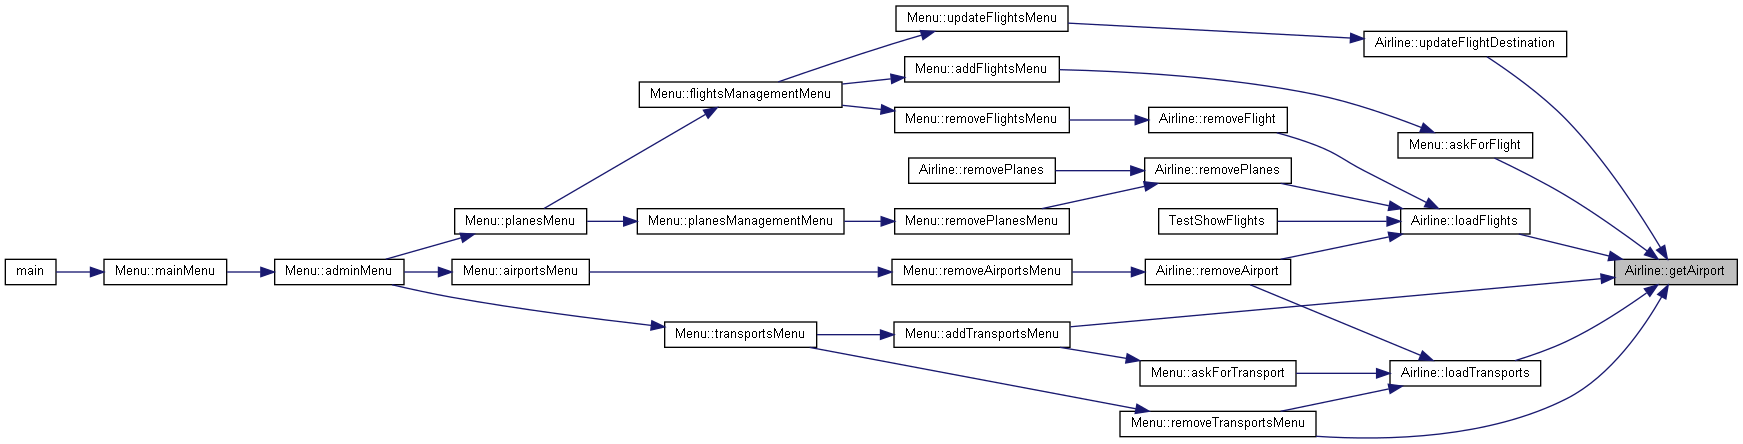 Menu::updateFlightsMenu
Airline::updateFlightDestination
Menu::addFlightsMenu
Menu::flightsManagementMenu
Menu::removeFlightsMenu
Airline::removeFlight
Menu::askForFlight
Airline::removePlanes
Airline::removePlanes
Menu::planesMenu
Menu::planesManagementMenu
Menu::removePlanesMenu
TestShowFlights
Airline::loadFlights
main
Menu::mainMenu
Menu::adminMenu
Menu::airportsMenu
Menu::removeAirportsMenu
Airline::removeAirport
Airline::getAirport
Menu::transportsMenu
Menu::addTransportsMenu
Menu::askForTransport
Airline::loadTransports
Menu::removeTransportsMenu